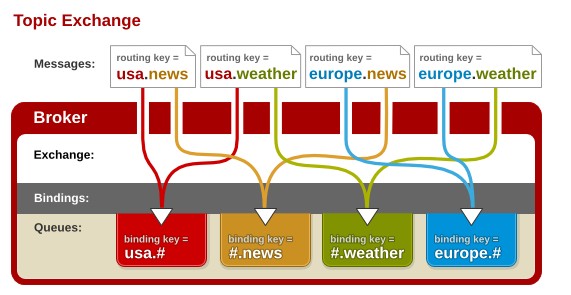 Topic Exchange
Messages:
routing key =
usa.news
routing key =
usa.weather
routing key =
europe.news
routing key =
europe.weather
Broker
Exchange:
Bindings:
Queues:
binding key =
usa.#
binding key =
#.news
binding key =
#.weather
binding key =
europe.#